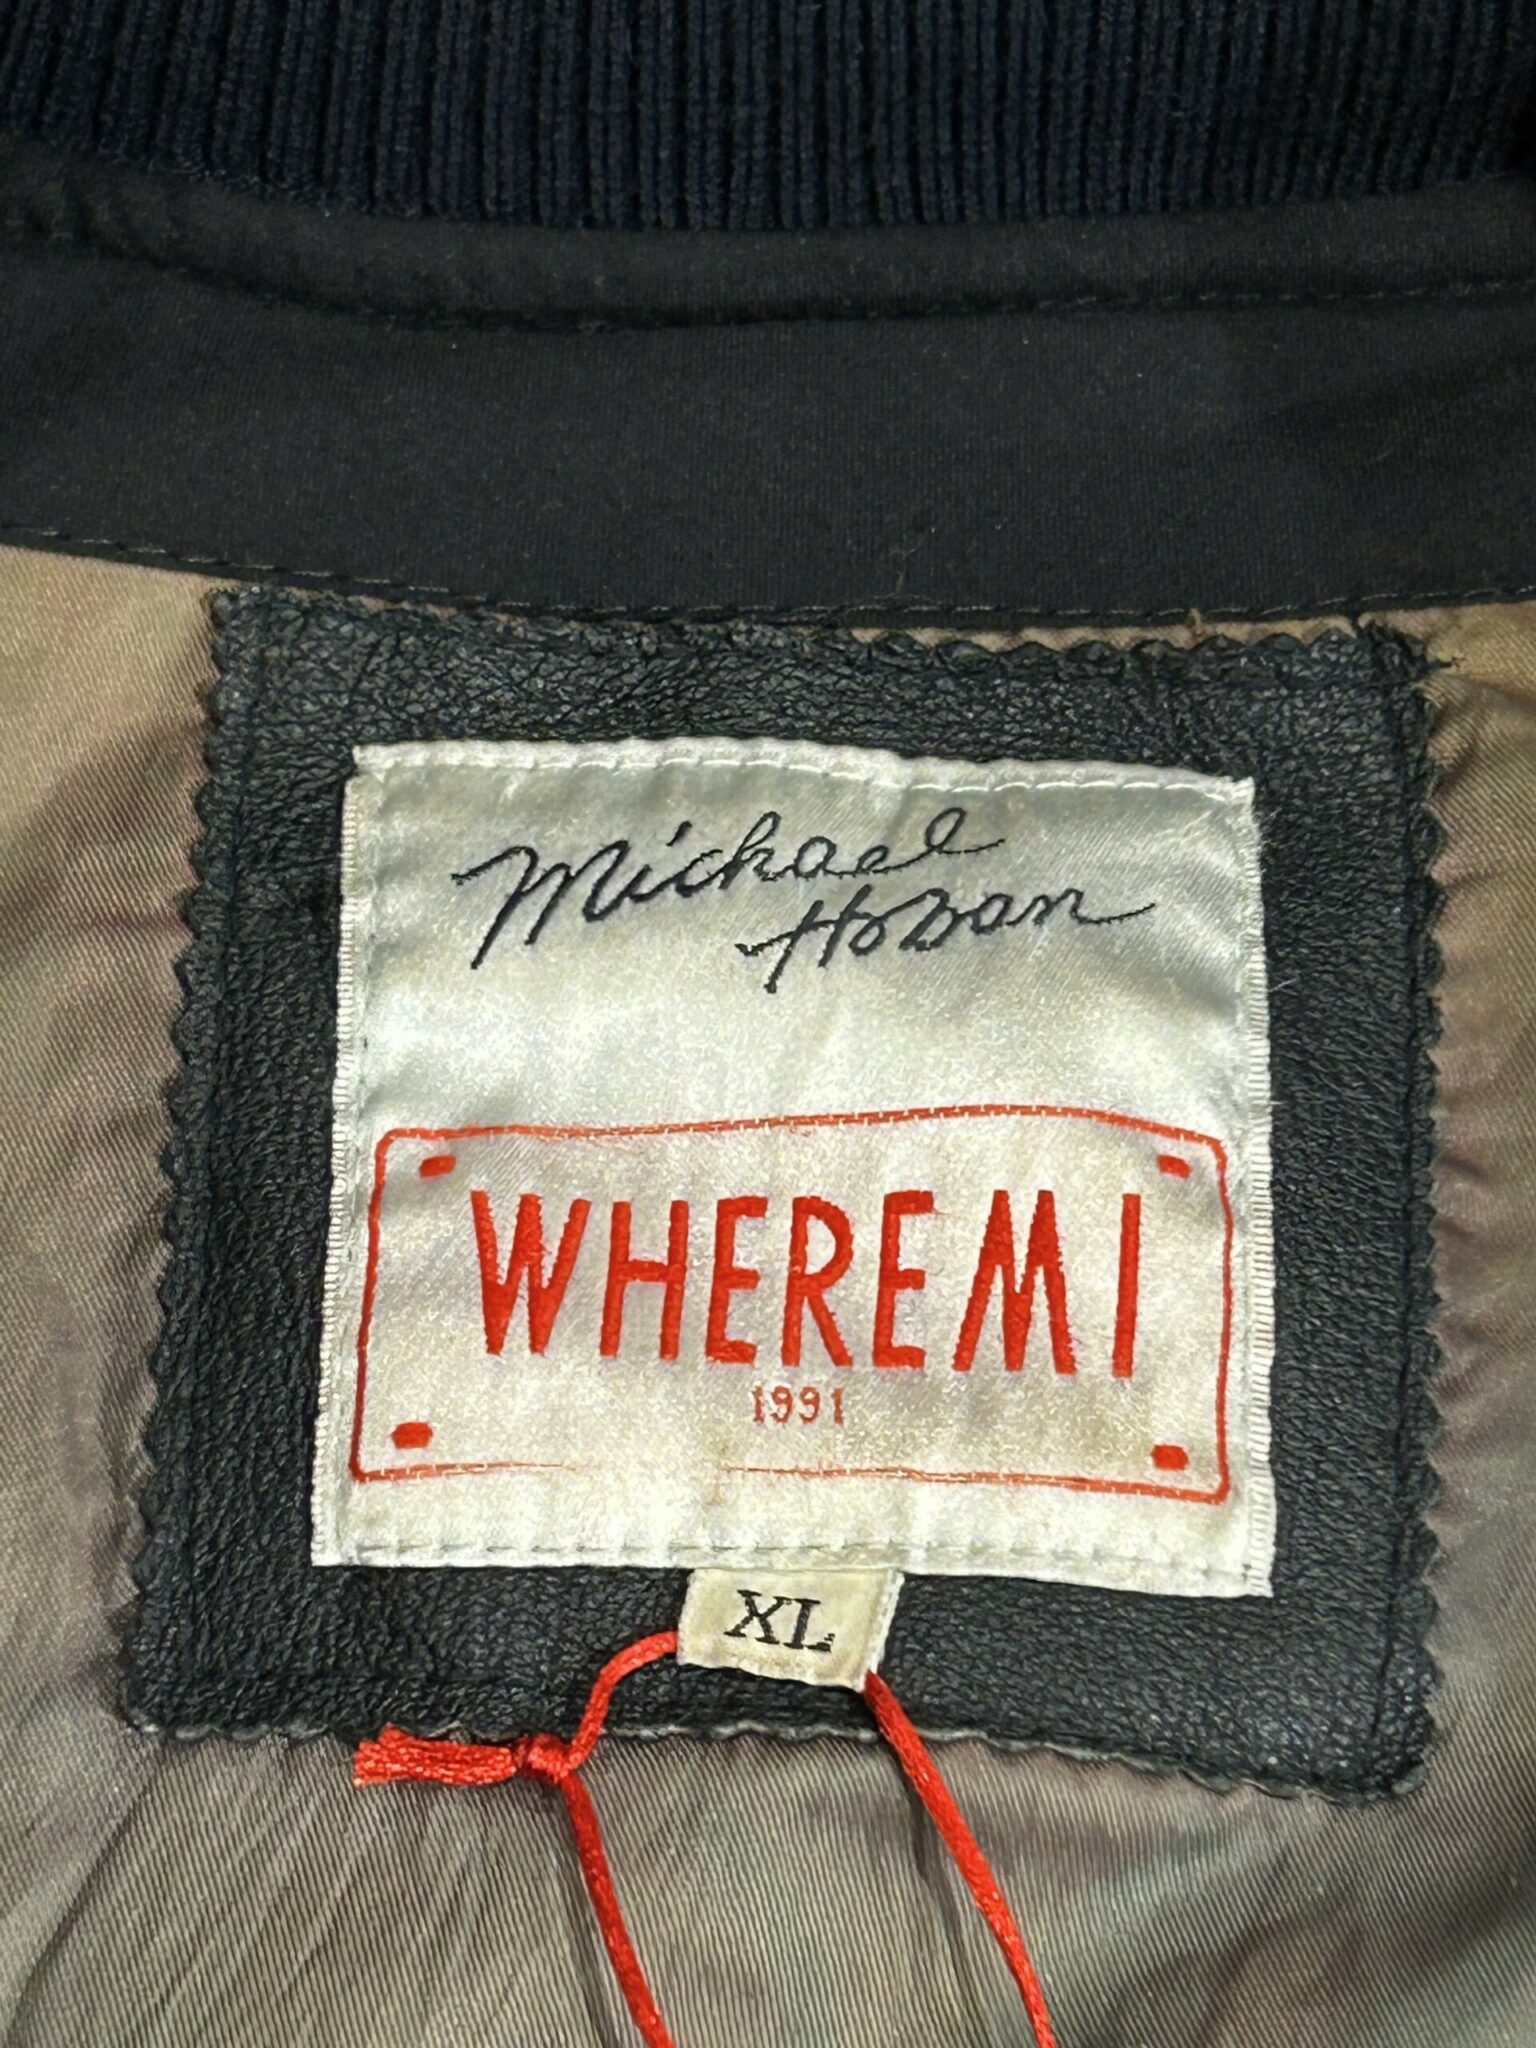 Michael
Hoban
WHEREMI
1991
XL